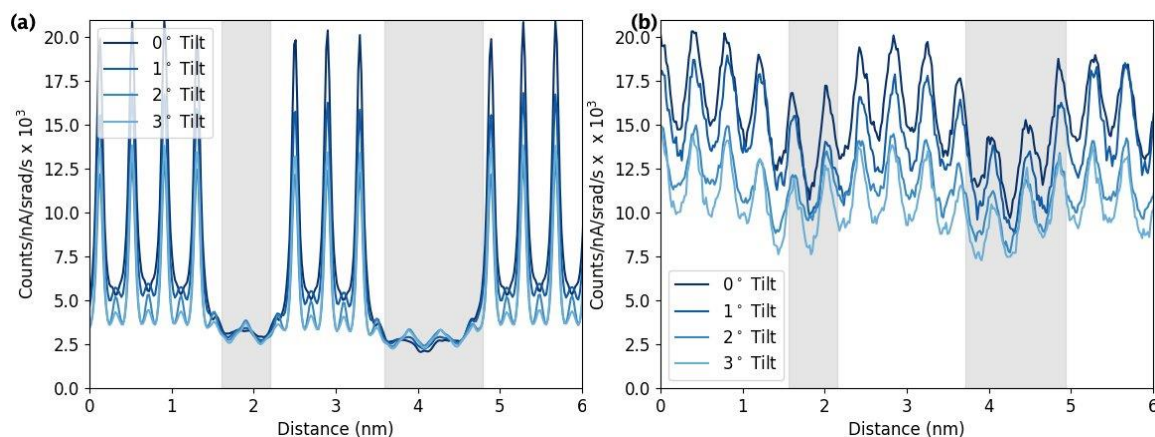 (a)
20.0
17.5
15.0
12.5
10.0
7.5
5.0
2.5
0.0
Counts/nA/srad/s x 10³
0° Tilt
1° Tilt
2° Tilt
3° Tilt
0 1 2 3 4 5 6
Distance (nm)
(b)
20.0
17.5
15.0
12.5
10.0
7.5
5.0
2.5
0.0
Counts/nA/srad/s x x 10³
0° Tilt
1° Tilt
2° Tilt
3° Tilt
0 1 2 3 4 5 6
Distance (nm)